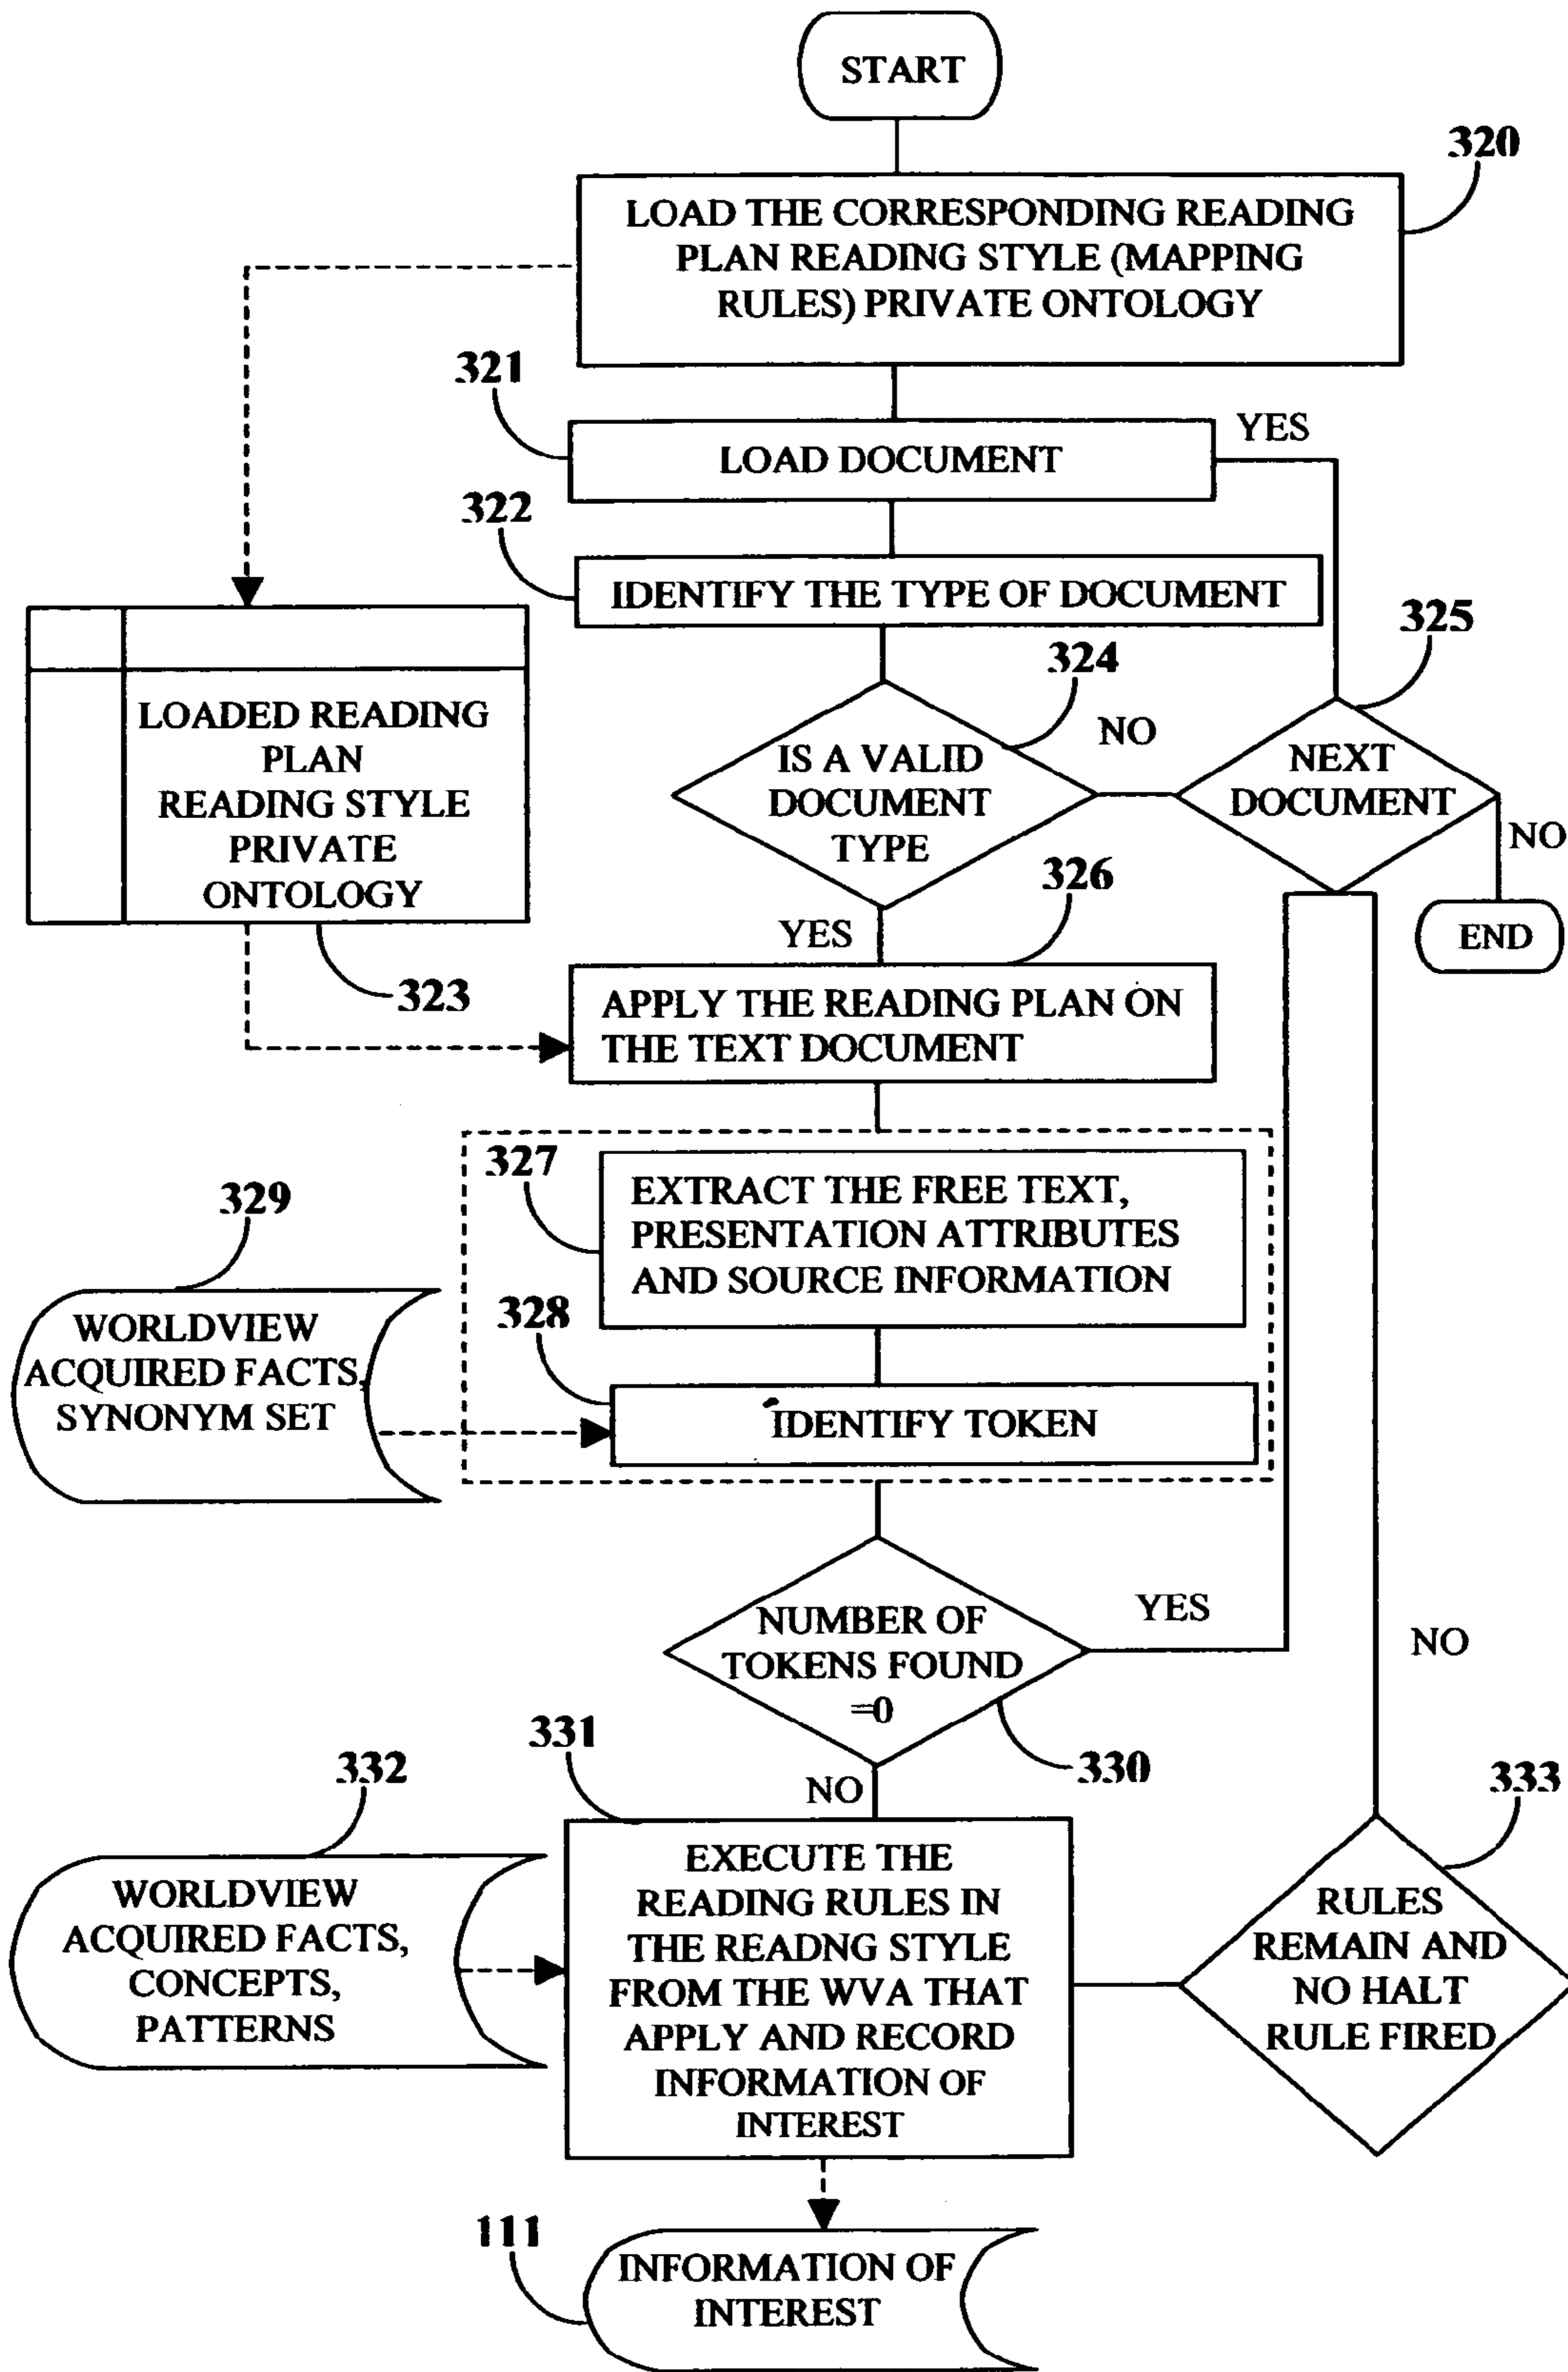 START
320
LOAD THE CORRESPONDING READING
PLAN READING STYLE (MAPPING
RULES) PRIVATE ONTOLOGY
321
LOAD DOCUMENT
YES
322
IDENTIFY THE TYPE OF DOCUMENT
325
324
LOADED READING
PLAN
READING STYLE
PRIVATE
ONTOLOGY
323
IS A VALID
DOCUMENT
TYPE
NO
NEXT
DOCUMENT
NO
END
YES
326
APPLY THE READING PLAN ON
THE TEXT DOCUMENT
327
EXTRACT THE FREE TEXT,
PRESENTATION ATTRIBUTES
AND SOURCE INFORMATION
329
WORLDVIEW
ACQUIRED FACTS,
SYNONYM SET
328
IDENTIFY TOKEN
NUMBER OF
TOKENS FOUND
=0
YES
NO
330
NO
331
332
333
WORLDVIEW
ACQUIRED FACTS,
CONCEPTS,
PATTERNS
EXECUTE THE
READING RULES IN
THE READNG STYLE
FROM THE WVA THAT
APPLY AND RECORD
INFORMATION OF
INTEREST
RULES
REMAIN AND
NO HALT
RULE FIRED
111
INFORMATION OF
INTEREST